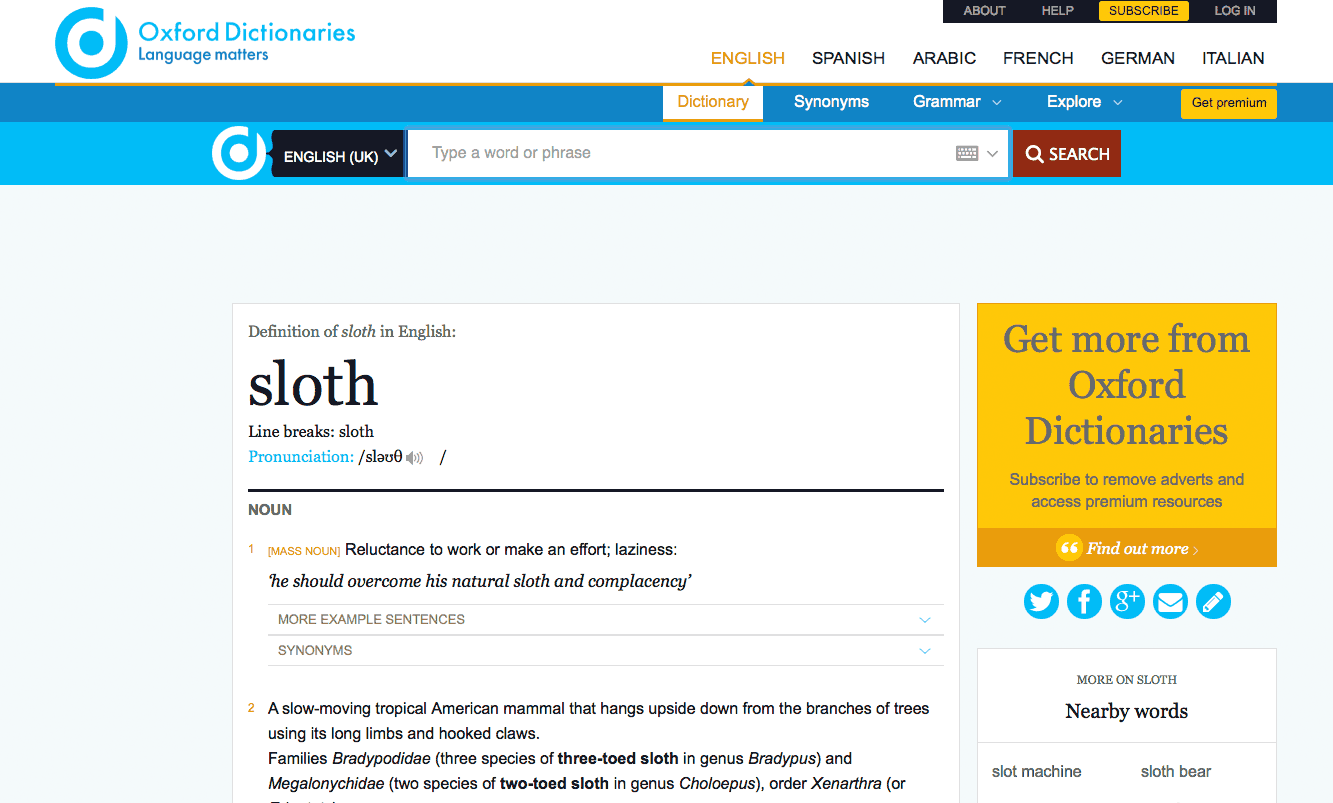 Oxford Dictionaries
Language matters
ABOUT HELP SUBSCRIBE LOG IN
ENGLISH SPANISH ARABIC FRENCH GERMAN ITALIAN
Dictionary Synonyms Grammar Explore Get premium
ENGLISH (UK) Type a word or phrase SEARCH
Definition of sloth in English:
sloth
Line breaks: sloth
Pronunciation: /sləʊθ /
NOUN
1 [MASS NOUN] Reluctance to work or make an effort; laziness:
‘he should overcome his natural sloth and complacency’
MORE EXAMPLE SENTENCES
SYNONYMS
2 A slow-moving tropical American mammal that hangs upside down from the branches of trees
using its long limbs and hooked claws.
Families Bradypodidae (three species of three-toed sloth in genus Bradypus) and
Megalonychidae (two species of two-toed sloth in genus Choloepus), order Xenarthra (or
Get more from
Oxford
Dictionaries
Subscribe to remove adverts and
access premium resources
Find out more ›
MORE ON SLOTH
Nearby words
slot machine sloth bear